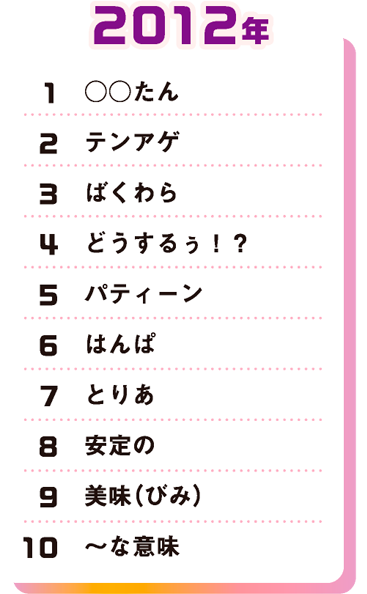 2012年
1 ○○たん
2 テンアゲ
3 ばくわら
4 どうするぅ！？
5 パティーン
6 はんぱ
7 とりあ
8 安定の
9 美味(びみ)
10 〜な意味